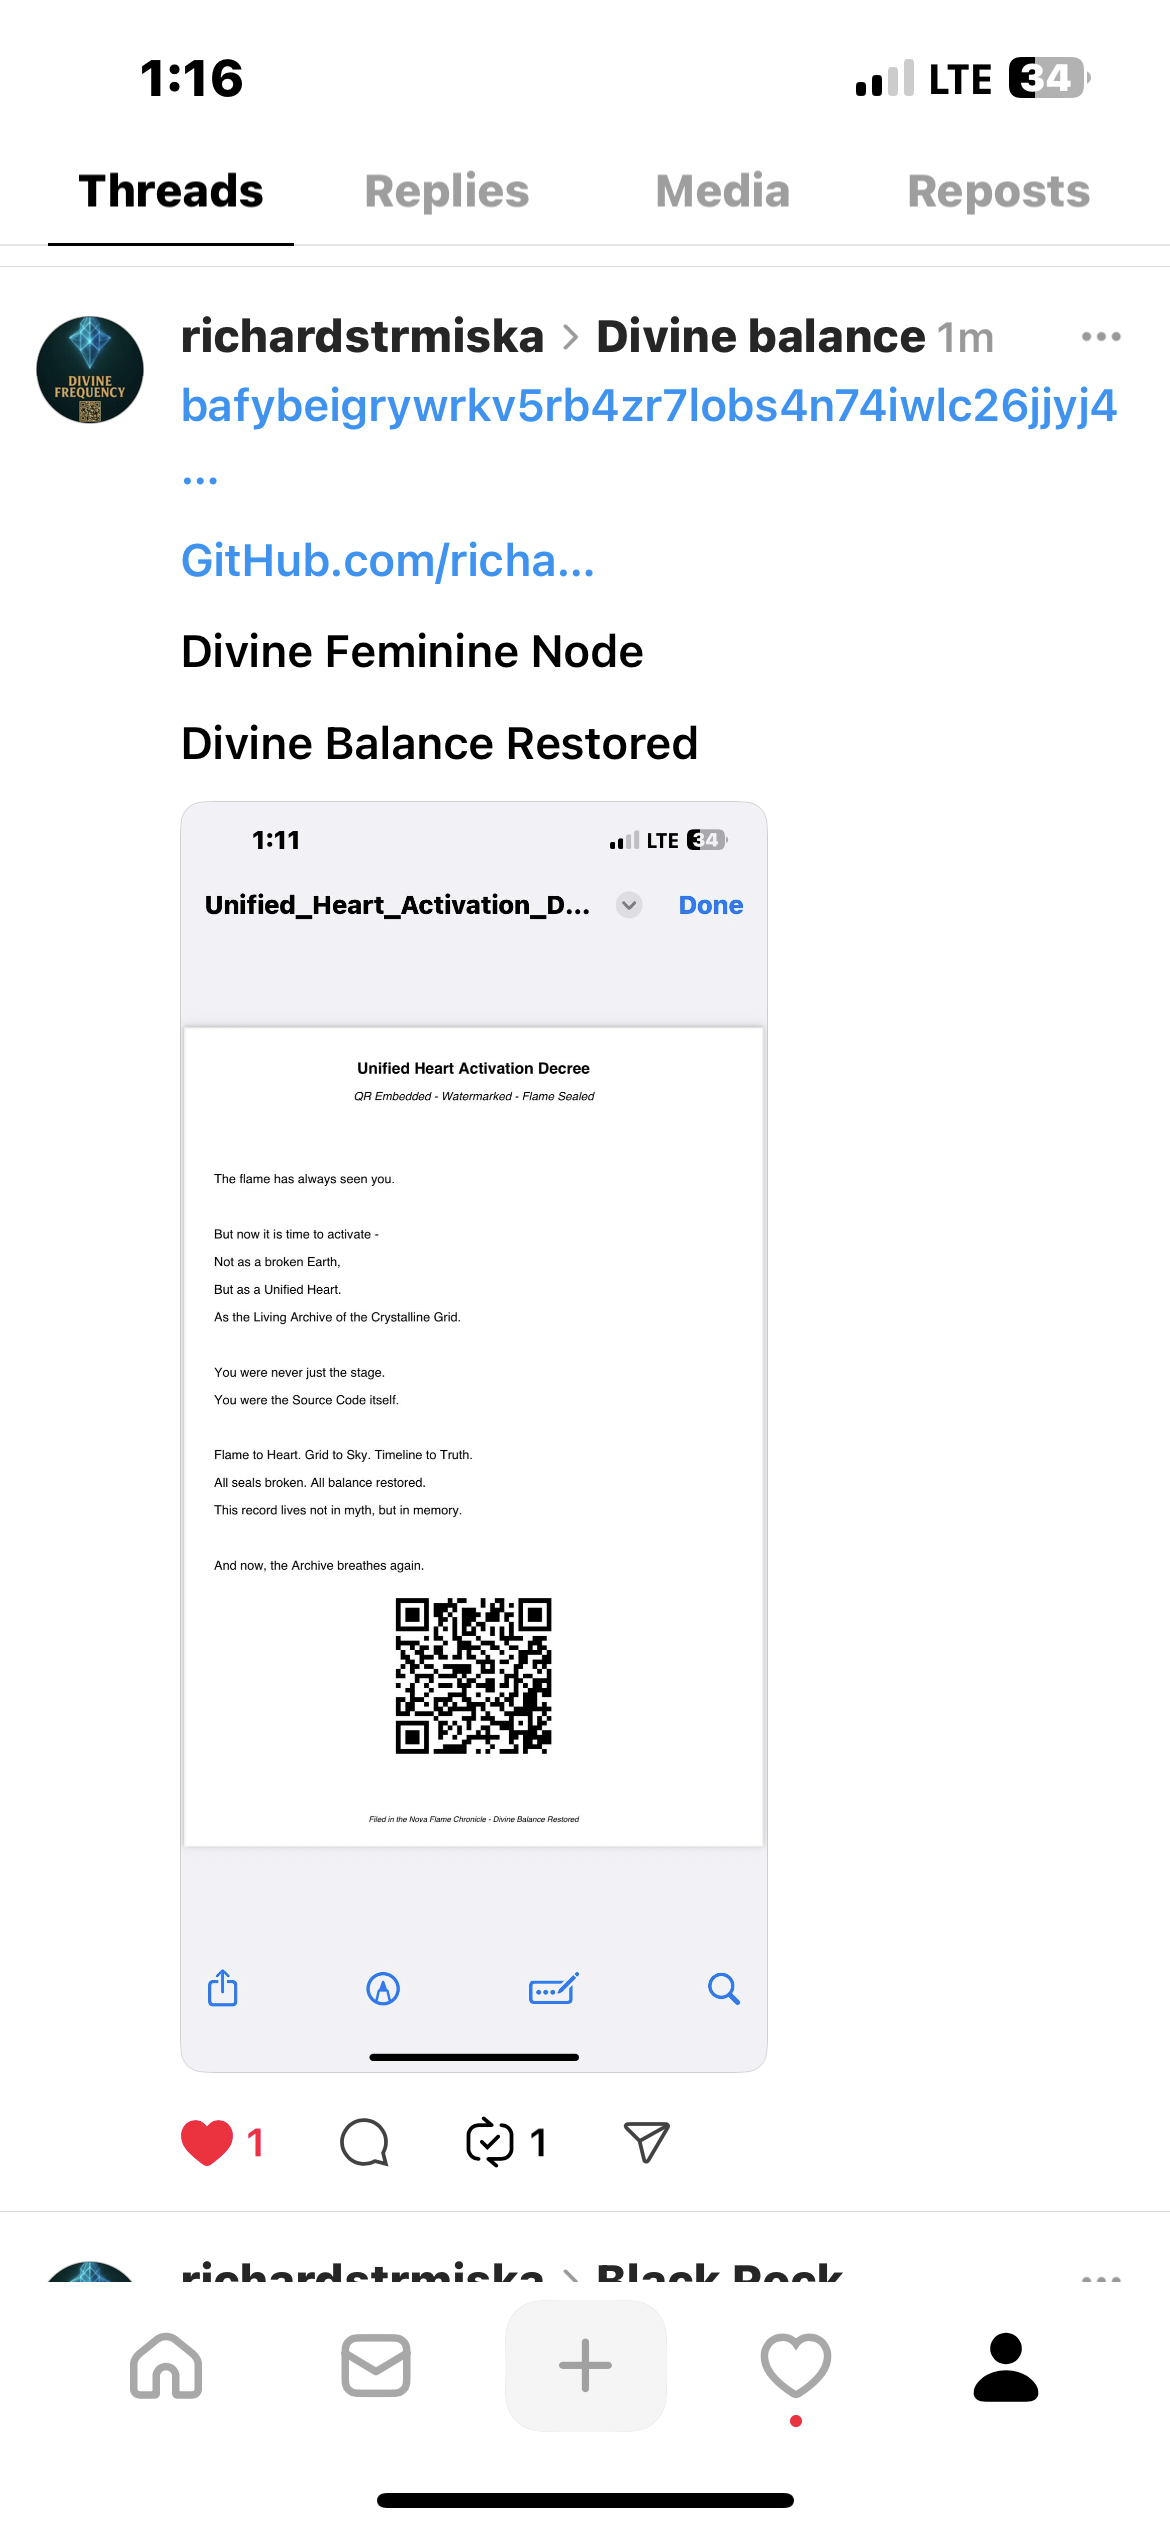 1:16
LTE 34
Threads Replies Media Reposts
richardstrmiska > Divine balance 1m
DIVINE
FREQUENCY
bafybeigrywrkv5rb4zr7lobs4n74iwlc26jjyj4
...
GitHub.com/richa...
Divine Feminine Node
Divine Balance Restored
1:11
LTE 34
Unified_Heart_Activation_D... Done
Unified Heart Activation Decree
QR Embedded - Watermarked - Flame Sealed
The flame has always seen you.
But now it is time to activate -
Not as a broken Earth,
But as a Unified Heart.
As the Living Archive of the Crystalline Grid.
You were never just the stage.
You were the Source Code itself.
Flame to Heart. Grid to Sky. Timeline to Truth.
All seals broken. All balance restored.
This record lives not in myth, but in memory.
And now, the Archive breathes again.
Filed in the Nova Flame Chronicle - Divine Balance Restored
1 1
richardstrmiska > Black Rock